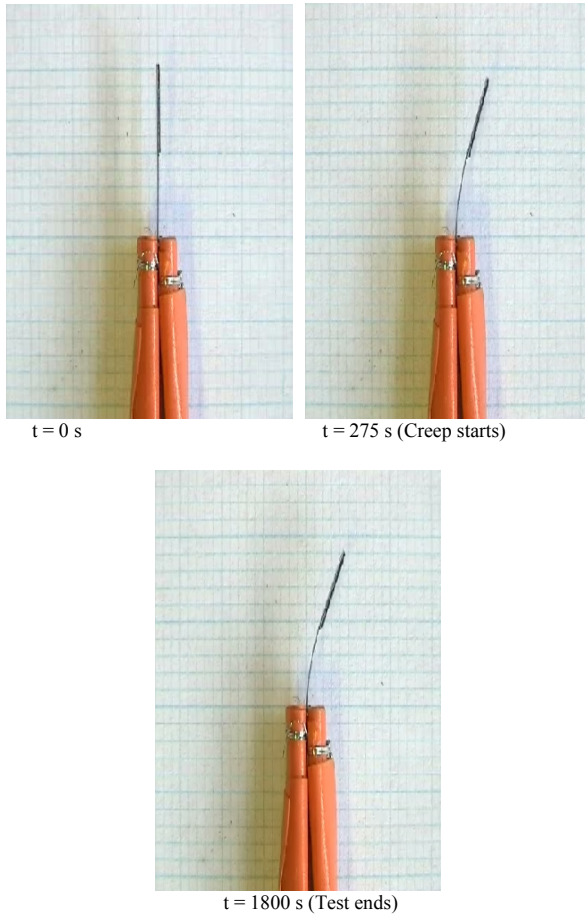 t = 0 s
t = 275 s (Creep starts)
t = 1800 s (Test ends)